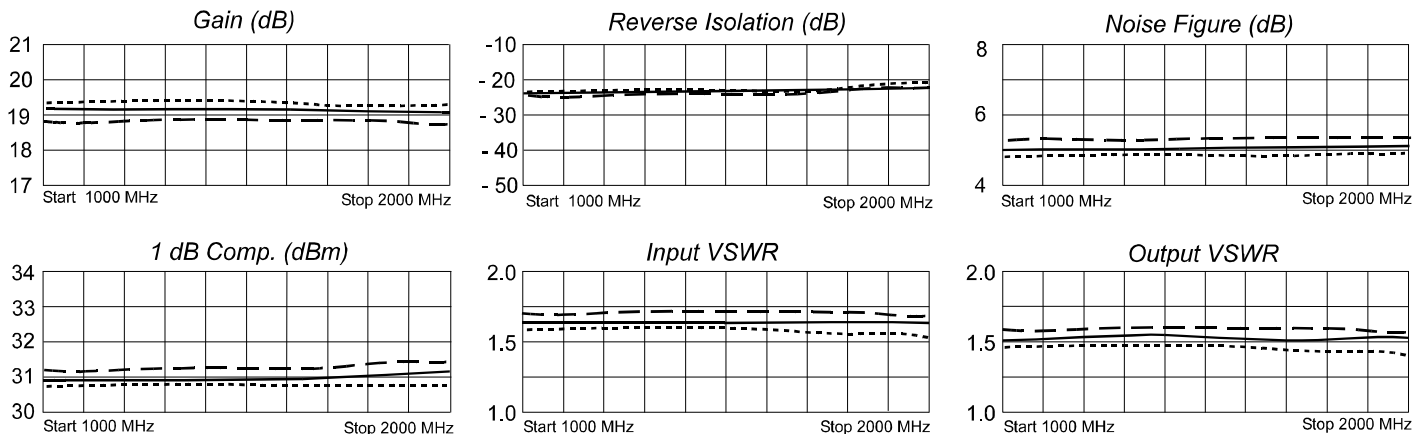 Gain (dB)
21
20
19
18
17
Start 1000 MHz
Stop 2000 MHz
Reverse Isolation (dB)
-10
- 20
- 30
- 40
- 50
Start 1000 MHz
Stop 2000 MHz
Noise Figure (dB)
8
6
4
Start 1000 MHz
Stop 2000 MHz
1 dB Comp. (dBm)
34
33
32
31
30
Start 1000 MHz
Stop 2000 MHz
Input VSWR
2.0
1.5
1.0
Start 1000 MHz
Stop 2000 MHz
Output VSWR
2.0
1.5
1.0
Start 1000 MHz
Stop 2000 MHz